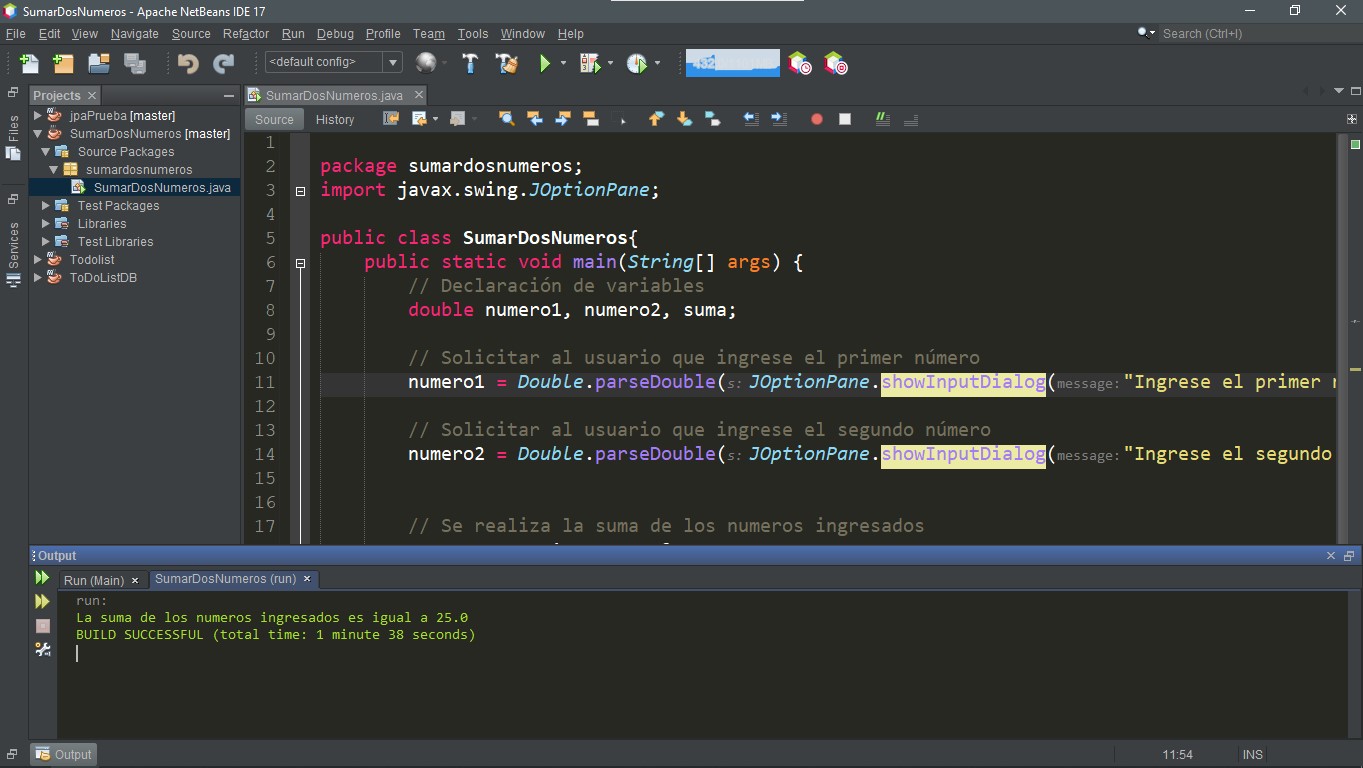 SumarDosNumeros - Apache NetBeans IDE 17
File Edit View Navigate Source Refactor Run Debug Profile Team Tools Window Help
Search (Ctrl+I)
<default config>
Projects
SumarDosNumeros.java
Files
Services
jpaPrueba [master]
SumarDosNumeros [master]
Source Packages
sumardosnumeros
SumarDosNumeros.java
Test Packages
Libraries
Test Libraries
Todolist
ToDoListDB
Source History
1
2 package sumardosnumeros;
3 import javax.swing.JOptionPane;
4
5 public class SumarDosNumeros{
6 public static void main(String[] args) {
7 // Declaración de variables
8 double numero1, numero2, suma;
9
10 // Solicitar al usuario que ingrese el primer número
11 numero1 = Double.parseDouble(s: JOptionPane.showInputDialog(message: "Ingrese el primer
12
13 // Solicitar al usuario que ingrese el segundo número
14 numero2 = Double.parseDouble(s: JOptionPane.showInputDialog(message: "Ingrese el segundo
15
16
17 // Se realiza la suma de los numeros ingresados
Output
Run (Main) SumarDosNumeros (run)
run:
La suma de los numeros ingresados es igual a 25.0
BUILD SUCCESSFUL (total time: 1 minute 38 seconds)
Output
11:54 INS